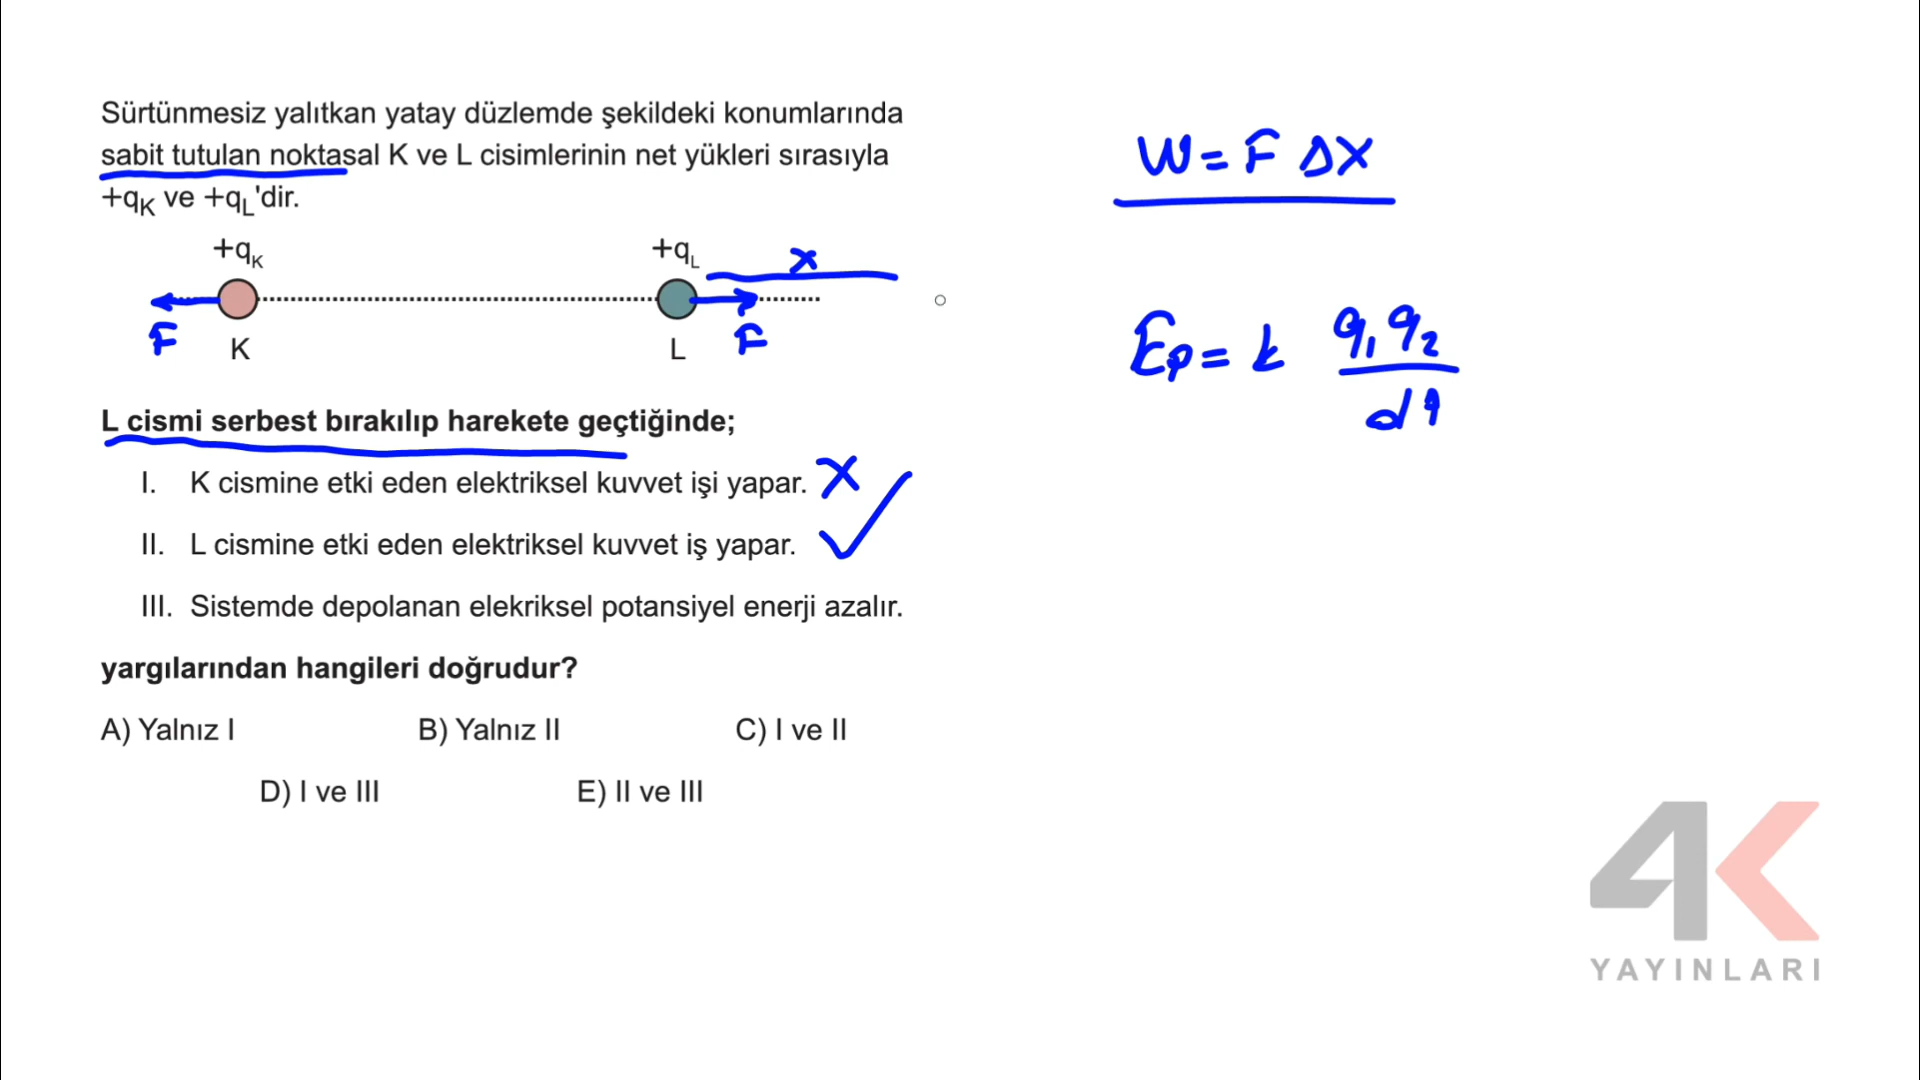 Sürtünmesiz yalıtkan yatay düzlemde şekildeki konumlarında
sabit tutulan noktasal K ve L cisimlerinin net yükleri sırasıyla
+qK ve +qL'dir.
+qK
+qL
x
F
K
L
F
L cismi serbest bırakılıp harekete geçtiğinde;
I. K cismine etki eden elektriksel kuvvet işi yapar. X
II. L cismine etki eden elektriksel kuvvet iş yapar. ✓
III. Sistemde depolanan elekriksel potansiyel enerji azalır.
yargılarından hangileri doğrudur?
A) Yalnız I
B) Yalnız II
C) I ve II
D) I ve III
E) II ve III
W = F Δx
Ep = k q1 q2
d↑
4K
YAYINLARI